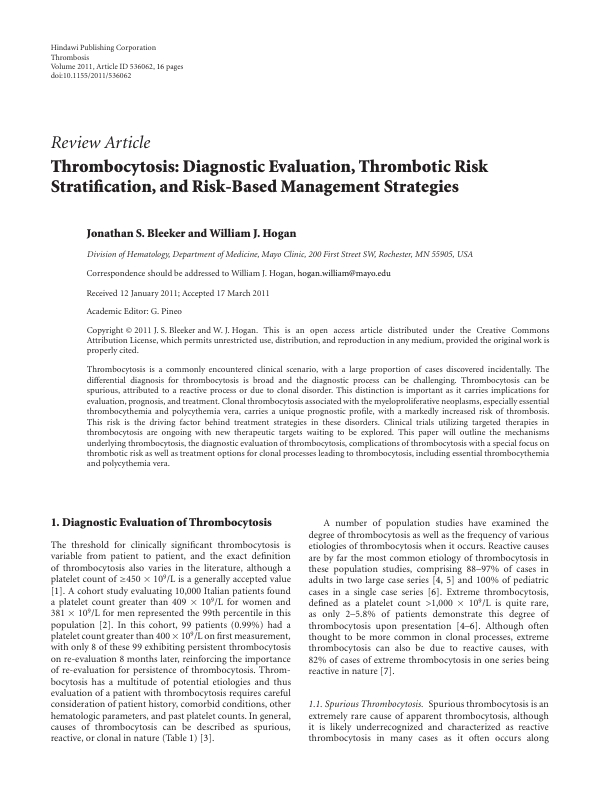 Hindawi Publishing Corporation
Thrombosis
Volume 2011, Article ID 536062, 16 pages
doi:10.1155/2011/536062
Review Article
Thrombocytosis: Diagnostic Evaluation, Thrombotic Risk
Stratification, and Risk-Based Management Strategies
Jonathan S. Bleeker and William J. Hogan
Division of Hematology, Department of Medicine, Mayo Clinic, 200 First Street SW, Rochester, MN 55905, USA
Correspondence should be addressed to William J. Hogan, hogan.william@mayo.edu
Received 12 January 2011; Accepted 17 March 2011
Academic Editor: G. Pineo
Copyright © 2011 J. S. Bleeker and W. J. Hogan. This is an open access article distributed under the Creative Commons
Attribution License, which permits unrestricted use, distribution, and reproduction in any medium, provided the original work is
properly cited.
Thrombocytosis is a commonly encountered clinical scenario, with a large proportion of cases discovered incidentally. The
differential diagnosis for thrombocytosis is broad and the diagnostic process can be challenging. Thrombocytosis can be
spurious, attributed to a reactive process or due to clonal disorder. This distinction is important as it carries implications for
evaluation, prognosis, and treatment. Clonal thrombocytosis associated with the myeloproliferative neoplasms, especially essential
thrombocythemia and polycythemia vera, carries a unique prognostic profile, with a markedly increased risk of thrombosis.
This risk is the driving factor behind treatment strategies in these disorders. Clinical trials utilizing targeted therapies in
thrombocytosis are ongoing with new therapeutic targets waiting to be explored. This paper will outline the mechanisms
underlying thrombocytosis, the diagnostic evaluation of thrombocytosis, complications of thrombocytosis with a special focus on
thrombotic risk as well as treatment options for clonal processes leading to thrombocytosis, including essential thrombocythemia
and polycythemia vera.
1. Diagnostic Evaluation of Thrombocytosis
The threshold for clinically significant thrombocytosis is
variable from patient to patient, and the exact definition
of thrombocytosis also varies in the literature, although a
platelet count of ≥450 × 10⁹/L is a generally accepted value
[1]. A cohort study evaluating 10,000 Italian patients found
a platelet count greater than 409 × 10⁹/L for women and
381 × 10⁹/L for men represented the 99th percentile in this
population [2]. In this cohort, 99 patients (0.99%) had a
platelet count greater than 400 × 10⁹/L on first measurement,
with only 8 of these 99 exhibiting persistent thrombocytosis
on re-evaluation 8 months later, reinforcing the importance
of re-evaluation for persistence of thrombocytosis. Throm-
bocytosis has a multitude of potential etiologies and thus
evaluation of a patient with thrombocytosis requires careful
consideration of patient history, comorbid conditions, other
hematologic parameters, and past platelet counts. In general,
causes of thrombocytosis can be described as spurious,
reactive, or clonal in nature (Table 1) [3].
A number of population studies have examined the
degree of thrombocytosis as well as the frequency of various
etiologies of thrombocytosis when it occurs. Reactive causes
are by far the most common etiology of thrombocytosis in
these population studies, comprising 88–97% of cases in
adults in two large case series [4, 5] and 100% of pediatric
cases in a single case series [6]. Extreme thrombocytosis,
defined as a platelet count >1,000 × 10⁹/L is quite rare,
as only 2–5.8% of patients demonstrate this degree of
thrombocytosis upon presentation [4–6]. Although often
thought to be more common in clonal processes, extreme
thrombocytosis can also be due to reactive causes, with
82% of cases of extreme thrombocytosis in one series being
reactive in nature [7].
1.1. Spurious Thrombocytosis. Spurious thrombocytosis is an
extremely rare cause of apparent thrombocytosis, although
it is likely underrecognized and characterized as reactive
thrombocytosis in many cases as it often occurs along